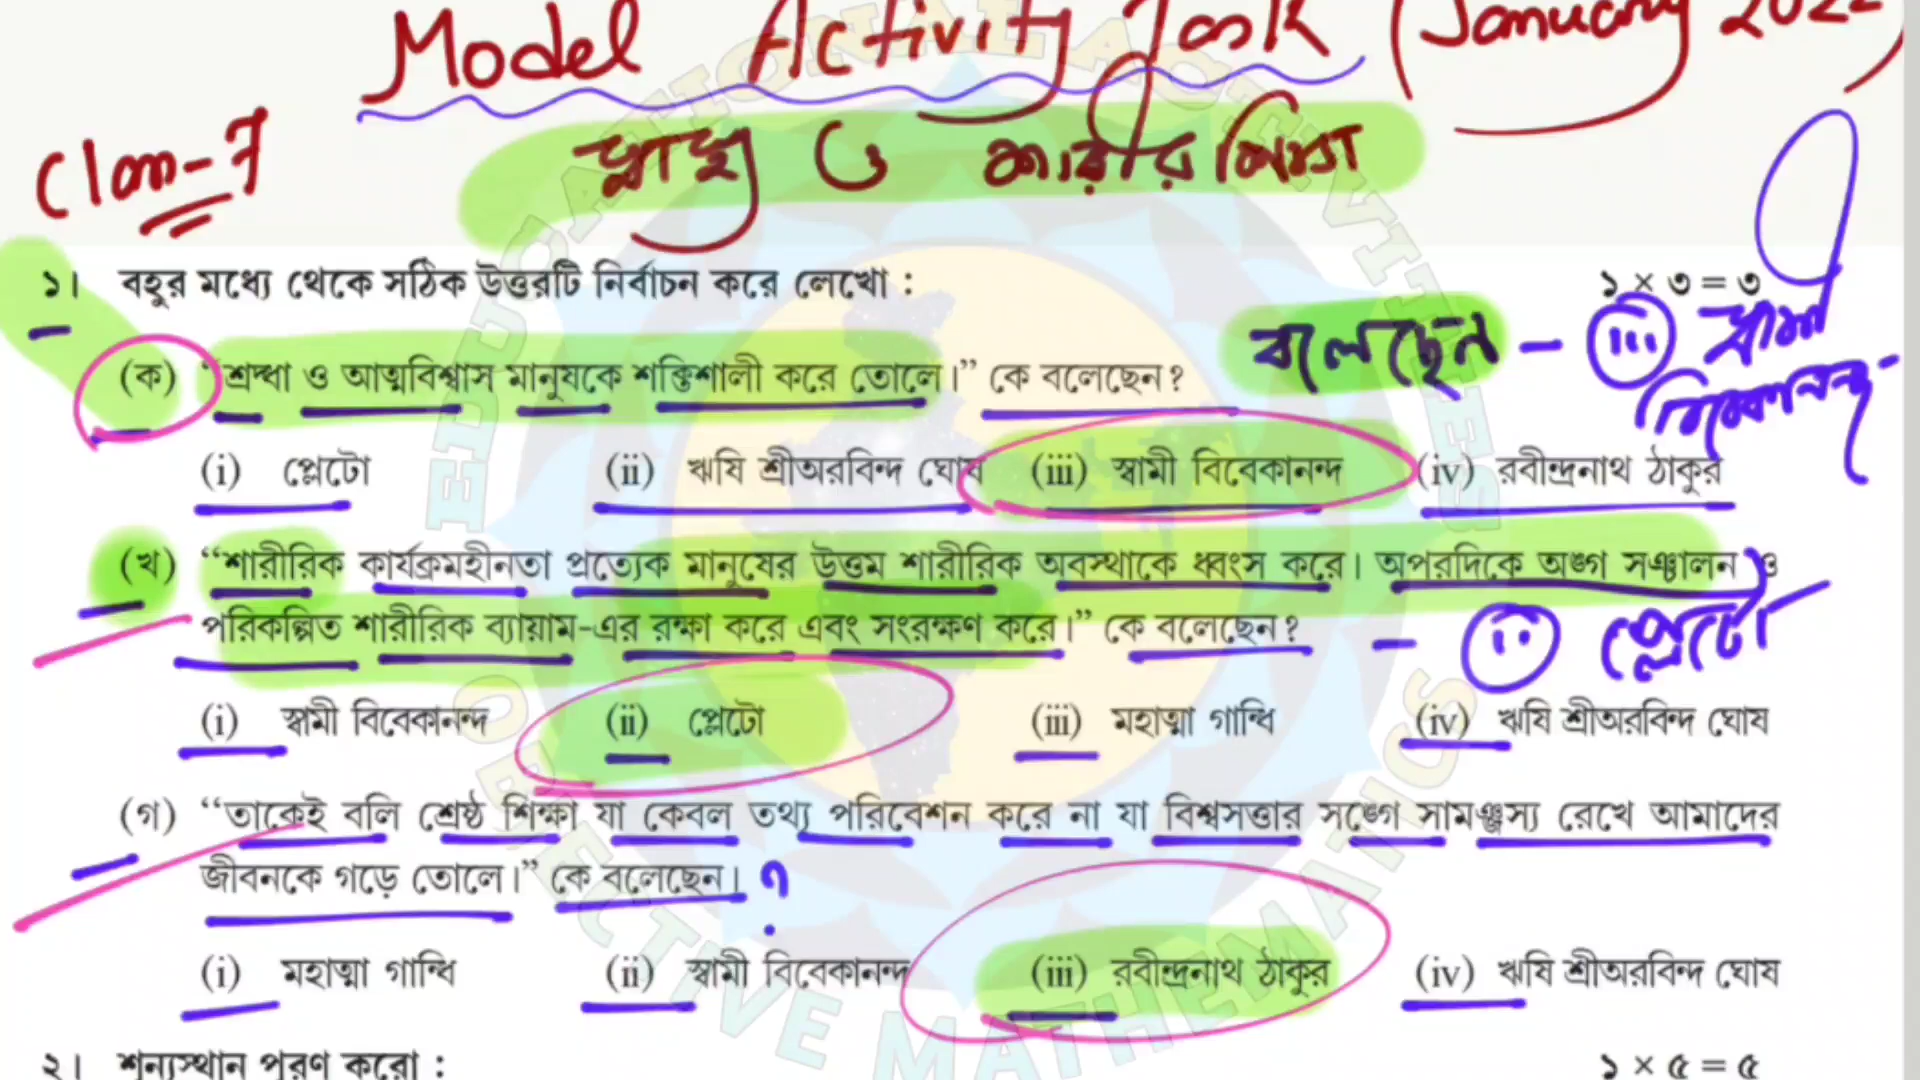 Model Activity Task (January 2022)
Class-7
স্বাস্থ্য ও শারীরশিক্ষা
১। বহুর মধ্যে থেকে সঠিক উত্তরটি নির্বাচন করে লেখো : ১ × ৩ = ৩
(ক) “শ্রদ্ধা ও আত্মবিশ্বাস মানুষকে শক্তিশালী করে তোলে।” কে বলেছেন? বলেছেন – (iii) স্বামী
বিবেকানন্দ
(i) প্লেটো (ii) ঋষি শ্রীঅরবিন্দ ঘোষ (iii) স্বামী বিবেকানন্দ (iv) রবীন্দ্রনাথ ঠাকুর
(খ) “শারীরিক কার্যক্রমহীনতা প্রত্যেক মানুষের উত্তম শারীরিক অবস্থাকে ধ্বংস করে। অপরদিকে অঙ্গ সঞ্চালন ও
পরিকল্পিত শারীরিক ব্যায়াম-এর রক্ষা করে এবং সংরক্ষণ করে।” কে বলেছেন? – (ii) প্লেটো
(i) স্বামী বিবেকানন্দ (ii) প্লেটো (iii) মহাত্মা গান্ধি (iv) ঋষি শ্রীঅরবিন্দ ঘোষ
(গ) “তাকেই বলি শ্রেষ্ঠ শিক্ষা যা কেবল তথ্য পরিবেশন করে না যা বিশ্বসত্তার সঙ্গে সামঞ্জস্য রেখে আমাদের
জীবনকে গড়ে তোলে।” কে বলেছেন। ?
(i) মহাত্মা গান্ধি (ii) স্বামী বিবেকানন্দ (iii) রবীন্দ্রনাথ ঠাকুর (iv) ঋষি শ্রীঅরবিন্দ ঘোষ
২। শূন্যস্থান পূরণ করো : ১ × ৫ = ৫
EDUCATIONAL ACTIVITIES
OBJECTIVE MATHEMATICS